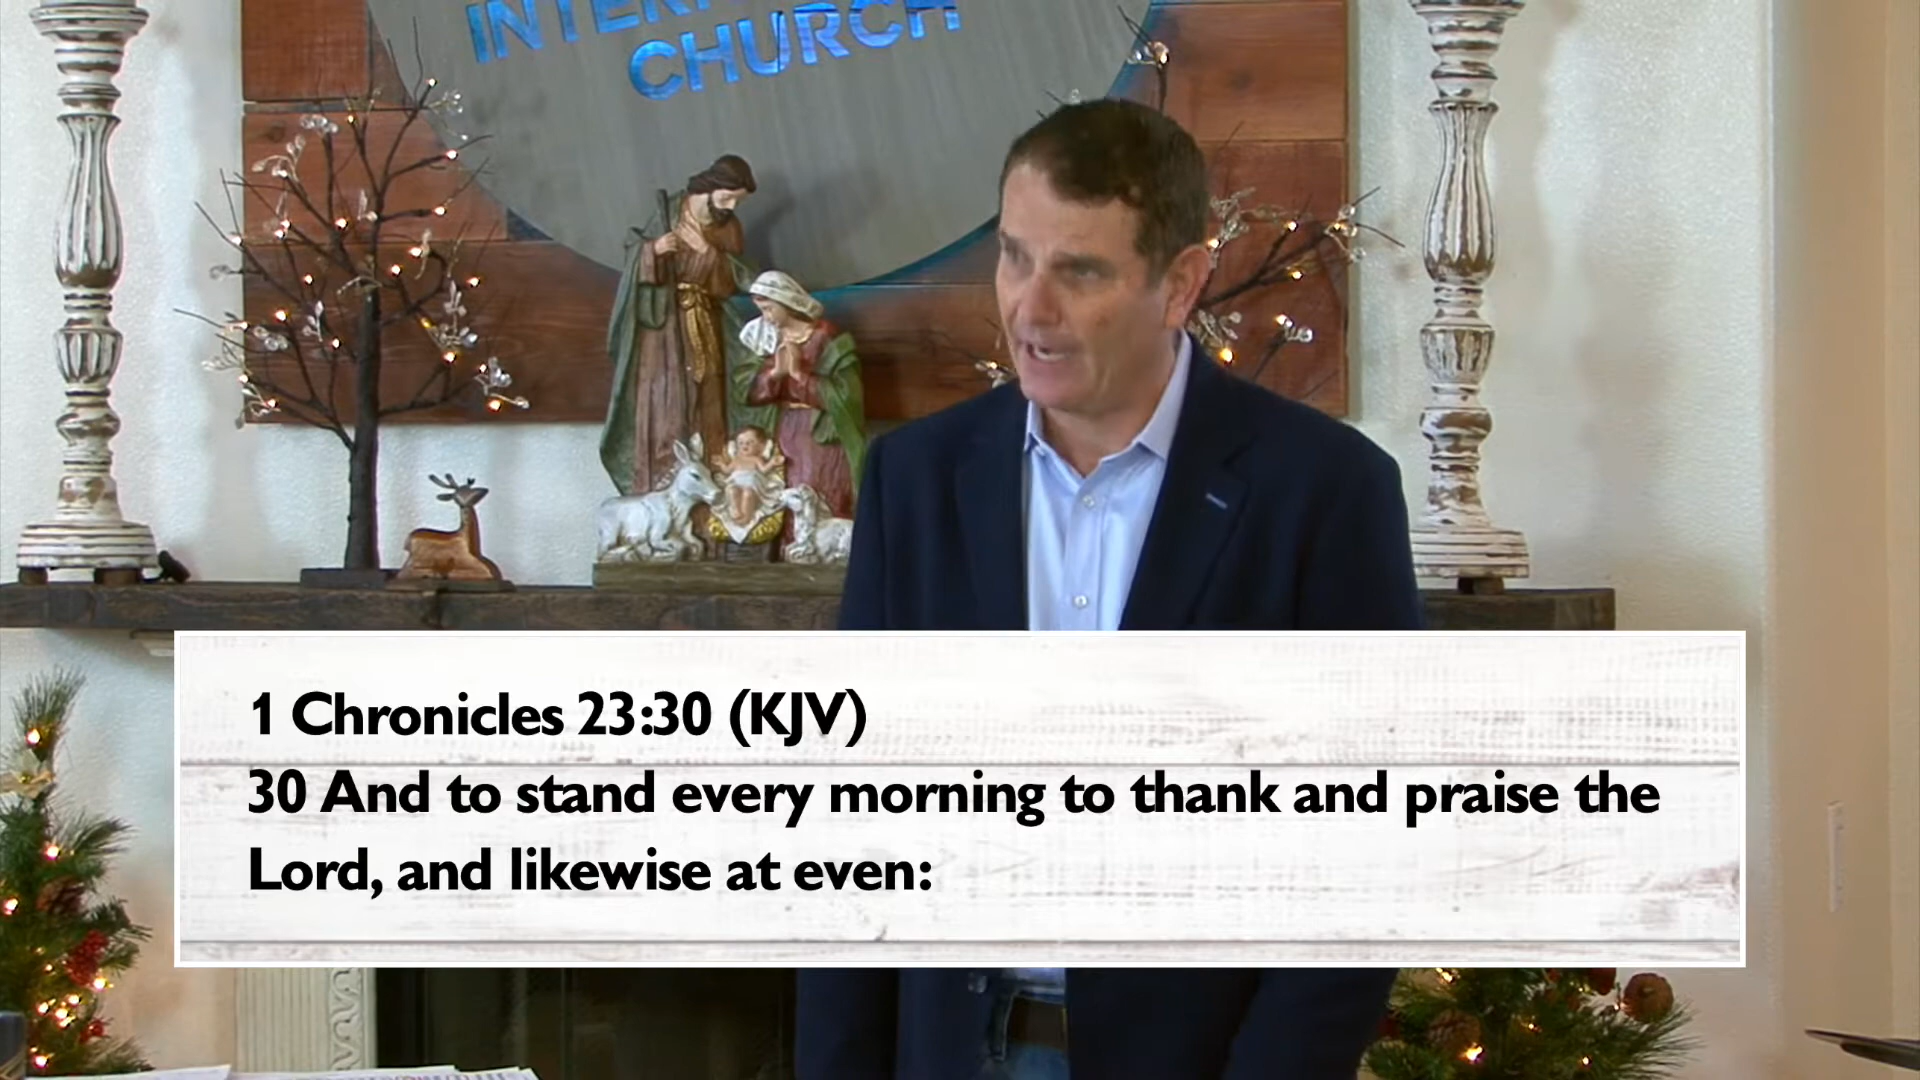 CHURCH
1 Chronicles 23:30 (KJV)
30 And to stand every morning to thank and praise the
Lord, and likewise at even: